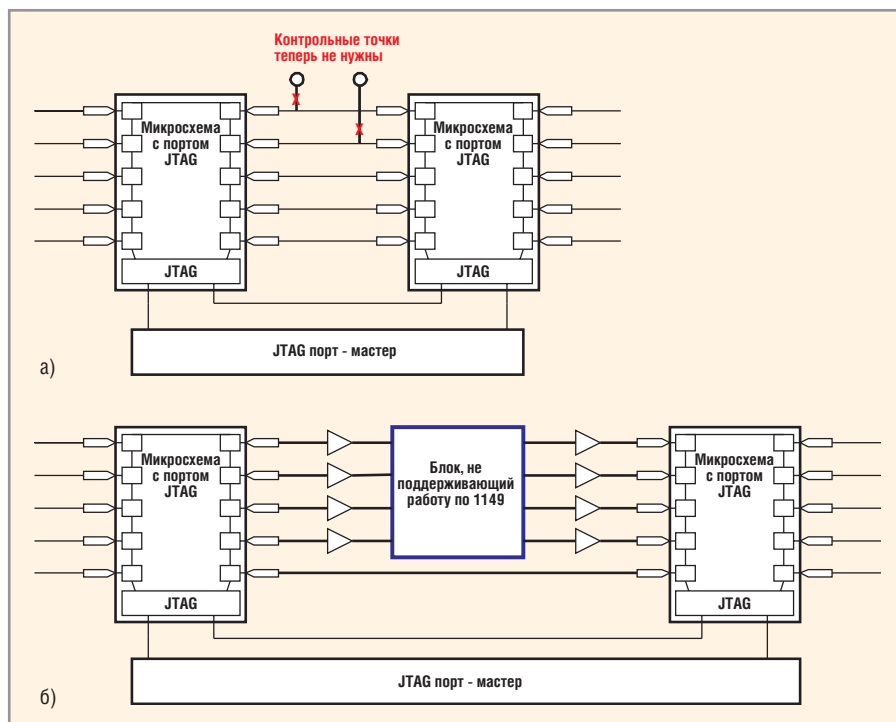 Контрольные точки
теперь не нужны
Микросхема
с портом
JTAG
Микросхема
с портом
JTAG
JTAG
JTAG
JTAG порт - мастер
а)
Микросхема
с портом
JTAG
Блок, не
поддерживающий
работу по 1149
Микросхема
с портом
JTAG
JTAG
JTAG
JTAG порт - мастер
б)